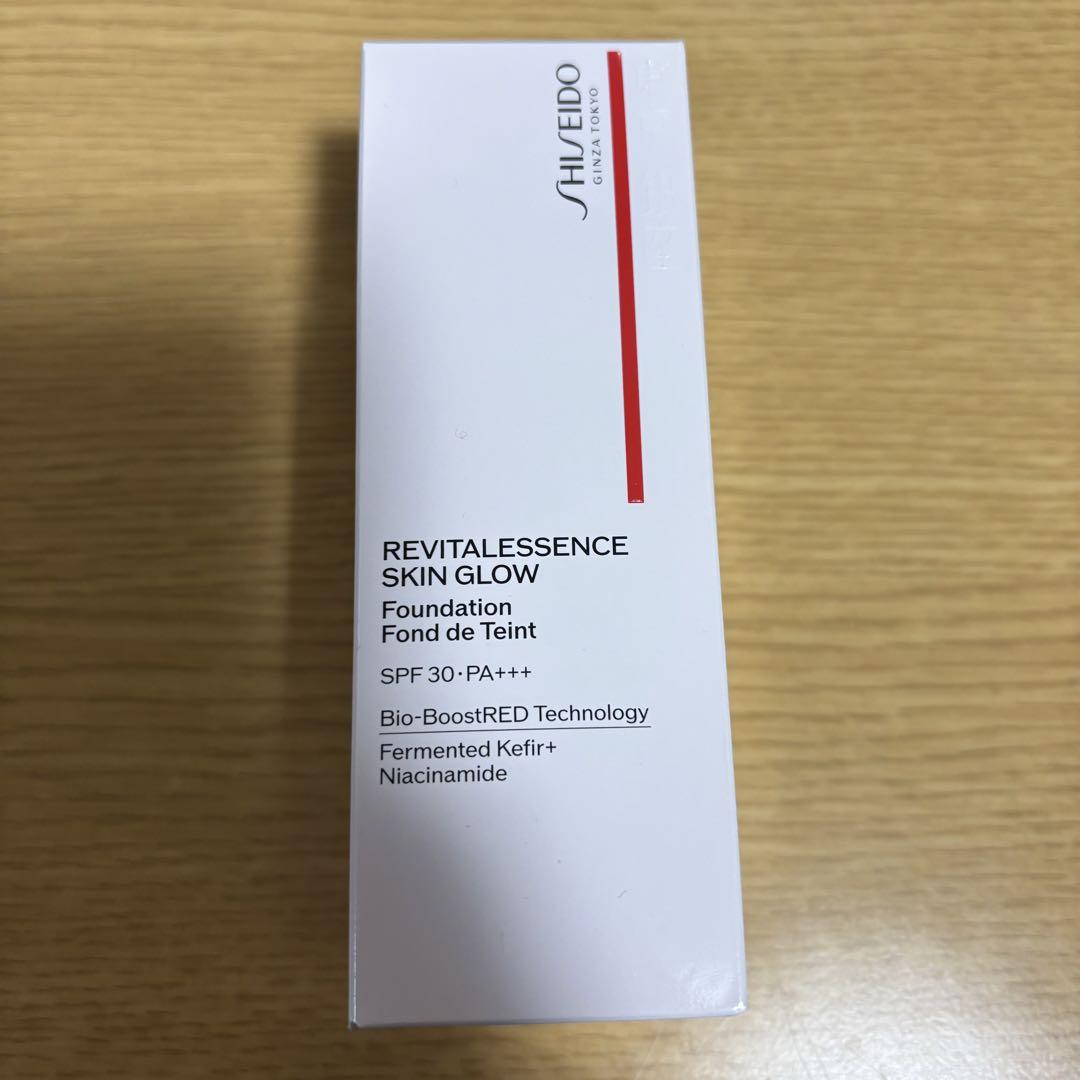 SHISEIDO
GINZA TOKYO
REVITALESSENCE
SKIN GLOW
Foundation
Fond de Teint
SPF 30・PA+++
Bio-BoostRED Technology
Fermented Kefir+
Niacinamide